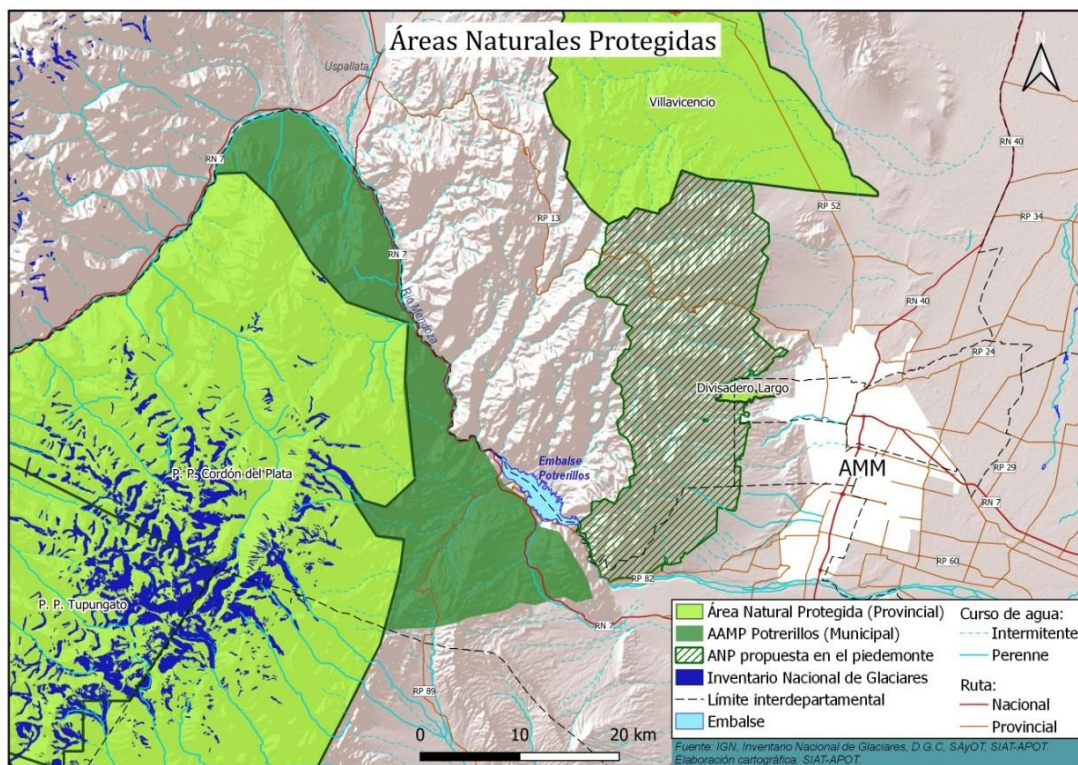 Áreas Naturales Protegidas
N
Uspallata
Villavicencio
RN 40
RN 7
RP 13
RP 52
RP 34
RN 7
Río Mendoza
RN 40
RP 24
Divisadero Largo
Embalse
Potrerillos
P. P. Cordón del Plata
AMM
RP 29
RN 7
RP 60
RP 82
P. P. Tupungato
RN 7
RP 89
0 10 20 km
Área Natural Protegida (Provincial)
AAMP Potrerillos (Municipal)
ANP propuesta en el piedemonte
Inventario Nacional de Glaciares
Límite interdepartamental
Embalse
Curso de agua:
Intermitente
Perenne
Ruta:
Nacional
Provincial
Fuente: IGN, Inventario Nacional de Glaciares, D.G.C, SAyOT, SIAT-APOT.
Elaboración cartográfica: SIAT-APOT.